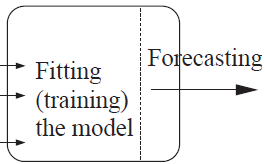 Forecasting
Fitting
(training)
the model